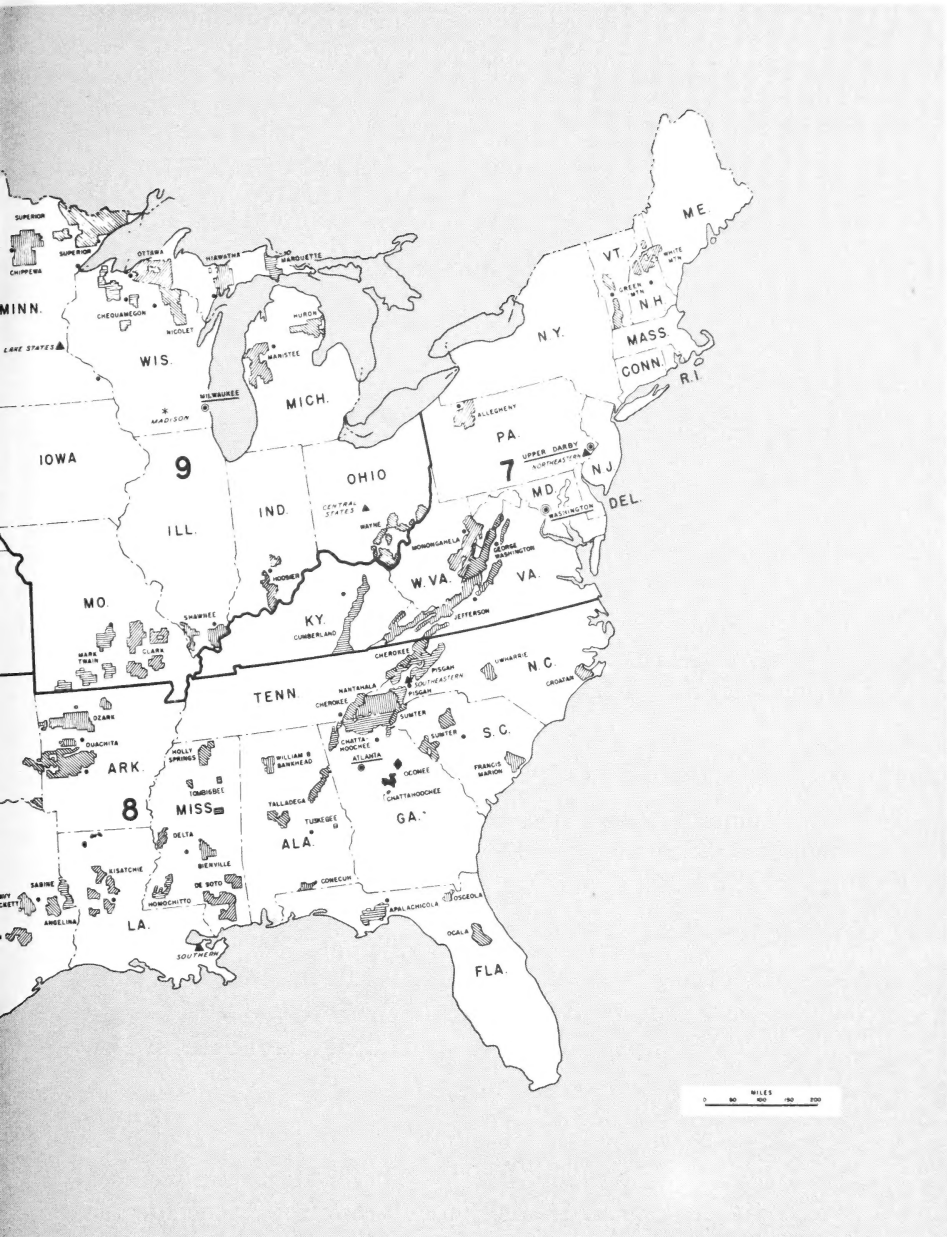 ME.
SUPERIOR
SUPERIOR
CHIPPEWA
OTTAWA
HIAWATHA
MARQUETTE
VT.
WHITE
MTN
GREEN
MTN
N H
MINN.
CHEQUAMEGON
NICOLET
HURON
N.Y.
MASS.
LAKE STATES
WIS.
MANISTEE
CONN.
R.I.
MILWAUKEE
MADISON
MICH.
ALLEGHENY
PA.
UPPER DARBY
NORTHEASTERN
7
N J
IOWA
9
OHIO
MD.
DEL.
WASHINGTON
IND.
CENTRAL
STATES
ILL.
WAYNE
MONONGAHELA
GEORGE
WASHINGTON
HOOSIER
W.VA.
VA.
MO.
SHAWNEE
KY.
JEFFERSON
CUMBERLAND
MARK
TWAIN
CLARK
CHEROKEE
UWHARRIE
N.C.
PISGAH
SOUTHEASTERN
CROATAN
TENN.
NANTAHALA
PISGAH
CHEROKEE
OZARK
SUMTER
SUMTER
S.C.
OUACHITA
HOLLY
SPRINGS
WILLIAM B
BANKHEAD
CHATTA-
HOOCHEE
ATLANTA
ARK.
OCONEE
FRANCIS
MARION
TOMBIGBEE
CHATTAHOOCHEE
8
MISS
TALLADEGA
GA.
TUSKEGEE
ALA.
DELTA
BIENVILLE
KISATCHIE
SABINE
DE SOTO
CONECUH
OSCEOLA
HOMOCHITTO
APALACHICOLA
ANGELINA
LA.
OCALA
SOUTHERN
FLA.
MILES
0 50 100 150 200